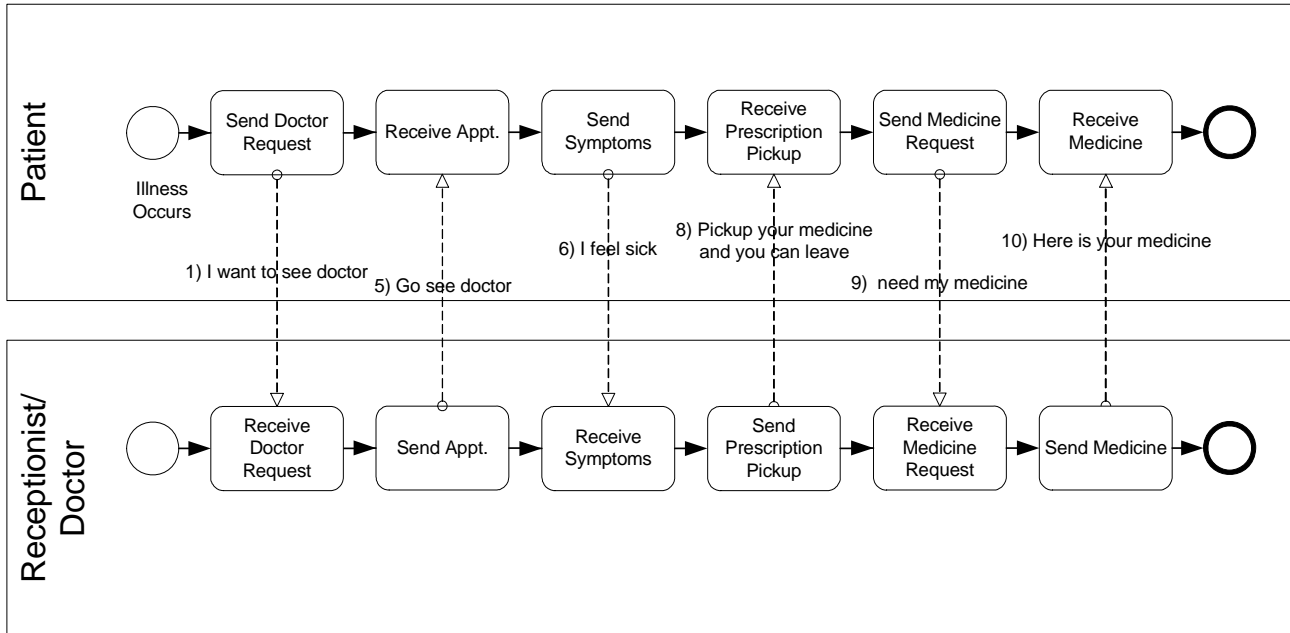 Patient
Send Doctor
Request
Receive Appt.
Send
Symptoms
Receive
Prescription
Pickup
Send Medicine
Request
Receive
Medicine
Illness
Occurs
1) I want to see doctor
5) Go see doctor
6) I feel sick
8) Pickup your medicine
and you can leave
9) need my medicine
10) Here is your medicine
Receptionist/
Doctor
Receive
Doctor
Request
Send Appt.
Receive
Symptoms
Send
Prescription
Pickup
Receive
Medicine
Request
Send Medicine